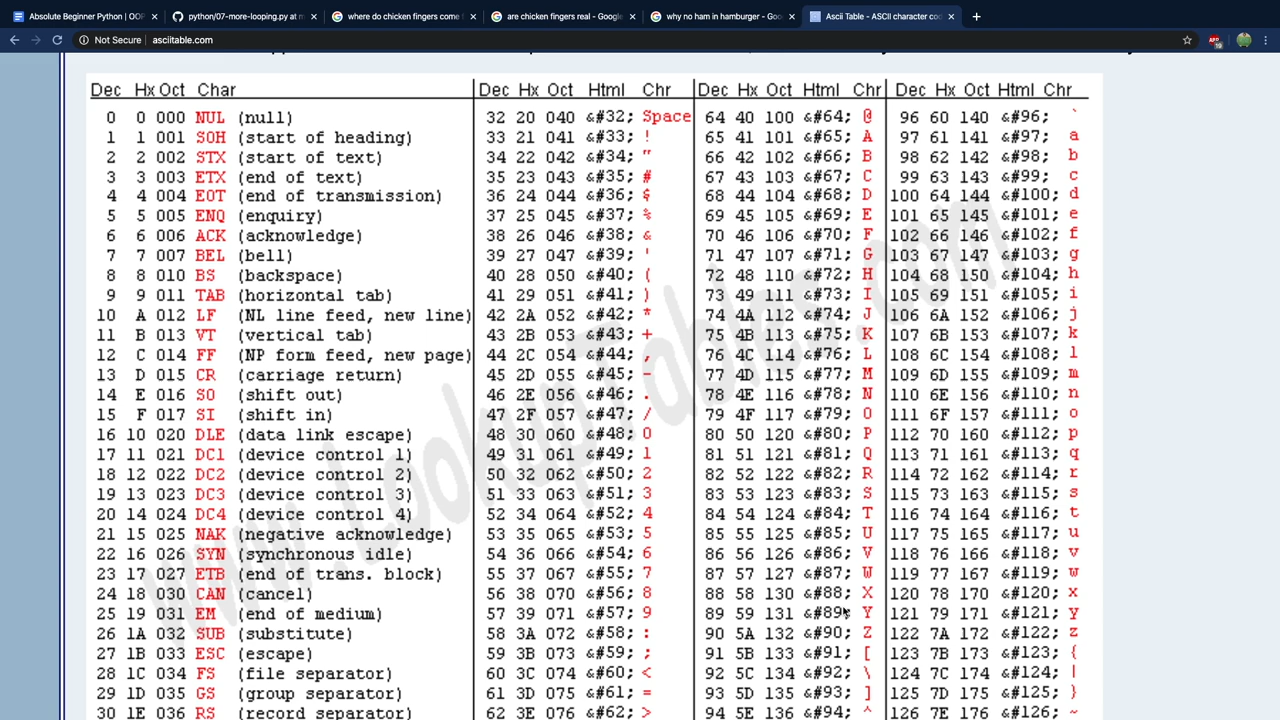 Absolute Beginner Python | OOP
python/07-more-looping.py at m
where do chicken fingers come f
are chicken fingers real - Google
why no ham in hamburger - Goo
Ascii Table - ASCII character co
Not Secure | asciitable.com
Dec Hx Oct Char Dec Hx Oct Html Chr Dec Hx Oct Html Chr Dec Hx Oct Html Chr
0 0 000 NUL (null) 32 20 040 &#32; Space 64 40 100 &#64; @ 96 60 140 &#96; `
1 1 001 SOH (start of heading) 33 21 041 &#33; ! 65 41 101 &#65; A 97 61 141 &#97; a
2 2 002 STX (start of text) 34 22 042 &#34; " 66 42 102 &#66; B 98 62 142 &#98; b
3 3 003 ETX (end of text) 35 23 043 &#35; # 67 43 103 &#67; C 99 63 143 &#99; c
4 4 004 EOT (end of transmission) 36 24 044 &#36; $ 68 44 104 &#68; D 100 64 144 &#100; d
5 5 005 ENQ (enquiry) 37 25 045 &#37; % 69 45 105 &#69; E 101 65 145 &#101; e
6 6 006 ACK (acknowledge) 38 26 046 &#38; & 70 46 106 &#70; F 102 66 146 &#102; f
7 7 007 BEL (bell) 39 27 047 &#39; ' 71 47 107 &#71; G 103 67 147 &#103; g
8 8 010 BS (backspace) 40 28 050 &#40; ( 72 48 110 &#72; H 104 68 150 &#104; h
9 9 011 TAB (horizontal tab) 41 29 051 &#41; ) 73 49 111 &#73; I 105 69 151 &#105; i
10 A 012 LF (NL line feed, new line) 42 2A 052 &#42; * 74 4A 112 &#74; J 106 6A 152 &#106; j
11 B 013 VT (vertical tab) 43 2B 053 &#43; + 75 4B 113 &#75; K 107 6B 153 &#107; k
12 C 014 FF (NP form feed, new page) 44 2C 054 &#44; , 76 4C 114 &#76; L 108 6C 154 &#108; l
13 D 015 CR (carriage return) 45 2D 055 &#45; - 77 4D 115 &#77; M 109 6D 155 &#109; m
14 E 016 SO (shift out) 46 2E 056 &#46; . 78 4E 116 &#78; N 110 6E 156 &#110; n
15 F 017 SI (shift in) 47 2F 057 &#47; / 79 4F 117 &#79; O 111 6F 157 &#111; o
16 10 020 DLE (data link escape) 48 30 060 &#48; 0 80 50 120 &#80; P 112 70 160 &#112; p
17 11 021 DC1 (device control 1) 49 31 061 &#49; 1 81 51 121 &#81; Q 113 71 161 &#113; q
18 12 022 DC2 (device control 2) 50 32 062 &#50; 2 82 52 122 &#82; R 114 72 162 &#114; r
19 13 023 DC3 (device control 3) 51 33 063 &#51; 3 83 53 123 &#83; S 115 73 163 &#115; s
20 14 024 DC4 (device control 4) 52 34 064 &#52; 4 84 54 124 &#84; T 116 74 164 &#116; t
21 15 025 NAK (negative acknowledge) 53 35 065 &#53; 5 85 55 125 &#85; U 117 75 165 &#117; u
22 16 026 SYN (synchronous idle) 54 36 066 &#54; 6 86 56 126 &#86; V 118 76 166 &#118; v
23 17 027 ETB (end of trans. block) 55 37 067 &#55; 7 87 57 127 &#87; W 119 77 167 &#119; w
24 18 030 CAN (cancel) 56 38 070 &#56; 8 88 58 130 &#88; X 120 78 170 &#120; x
25 19 031 EM (end of medium) 57 39 071 &#57; 9 89 59 131 &#89; Y 121 79 171 &#121; y
26 1A 032 SUB (substitute) 58 3A 072 &#58; : 90 5A 132 &#90; Z 122 7A 172 &#122; z
27 1B 033 ESC (escape) 59 3B 073 &#59; ; 91 5B 133 &#91; [ 123 7B 173 &#123; {
28 1C 034 FS (file separator) 60 3C 074 &#60; < 92 5C 134 &#92; \ 124 7C 174 &#124; |
29 1D 035 GS (group separator) 61 3D 075 &#61; = 93 5D 135 &#93; ] 125 7D 175 &#125; }
30 1E 036 RS (record separator) 62 3E 076 &#62; > 94 5E 136 &#94; ^ 126 7E 176 &#126; ~
www.LookupTables.com